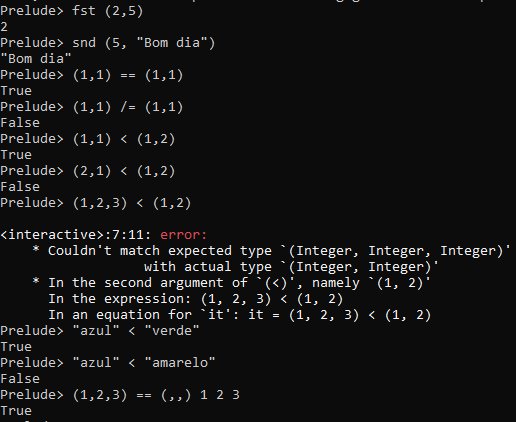 Prelude> fst (2,5)
2
Prelude> snd (5, "Bom dia")
"Bom dia"
Prelude> (1,1) == (1,1)
True
Prelude> (1,1) /= (1,1)
False
Prelude> (1,1) < (1,2)
True
Prelude> (2,1) < (1,2)
False
Prelude> (1,2,3) < (1,2)

<interactive>:7:11: error:
    * Couldn't match expected type `(Integer, Integer, Integer)'
                  with actual type `(Integer, Integer)'
    * In the second argument of `(<)', namely `(1, 2)'
      In the expression: (1, 2, 3) < (1, 2)
      In an equation for `it': it = (1, 2, 3) < (1, 2)
Prelude> "azul" < "verde"
True
Prelude> "azul" < "amarelo"
False
Prelude> (1,2,3) == (,,) 1 2 3
True